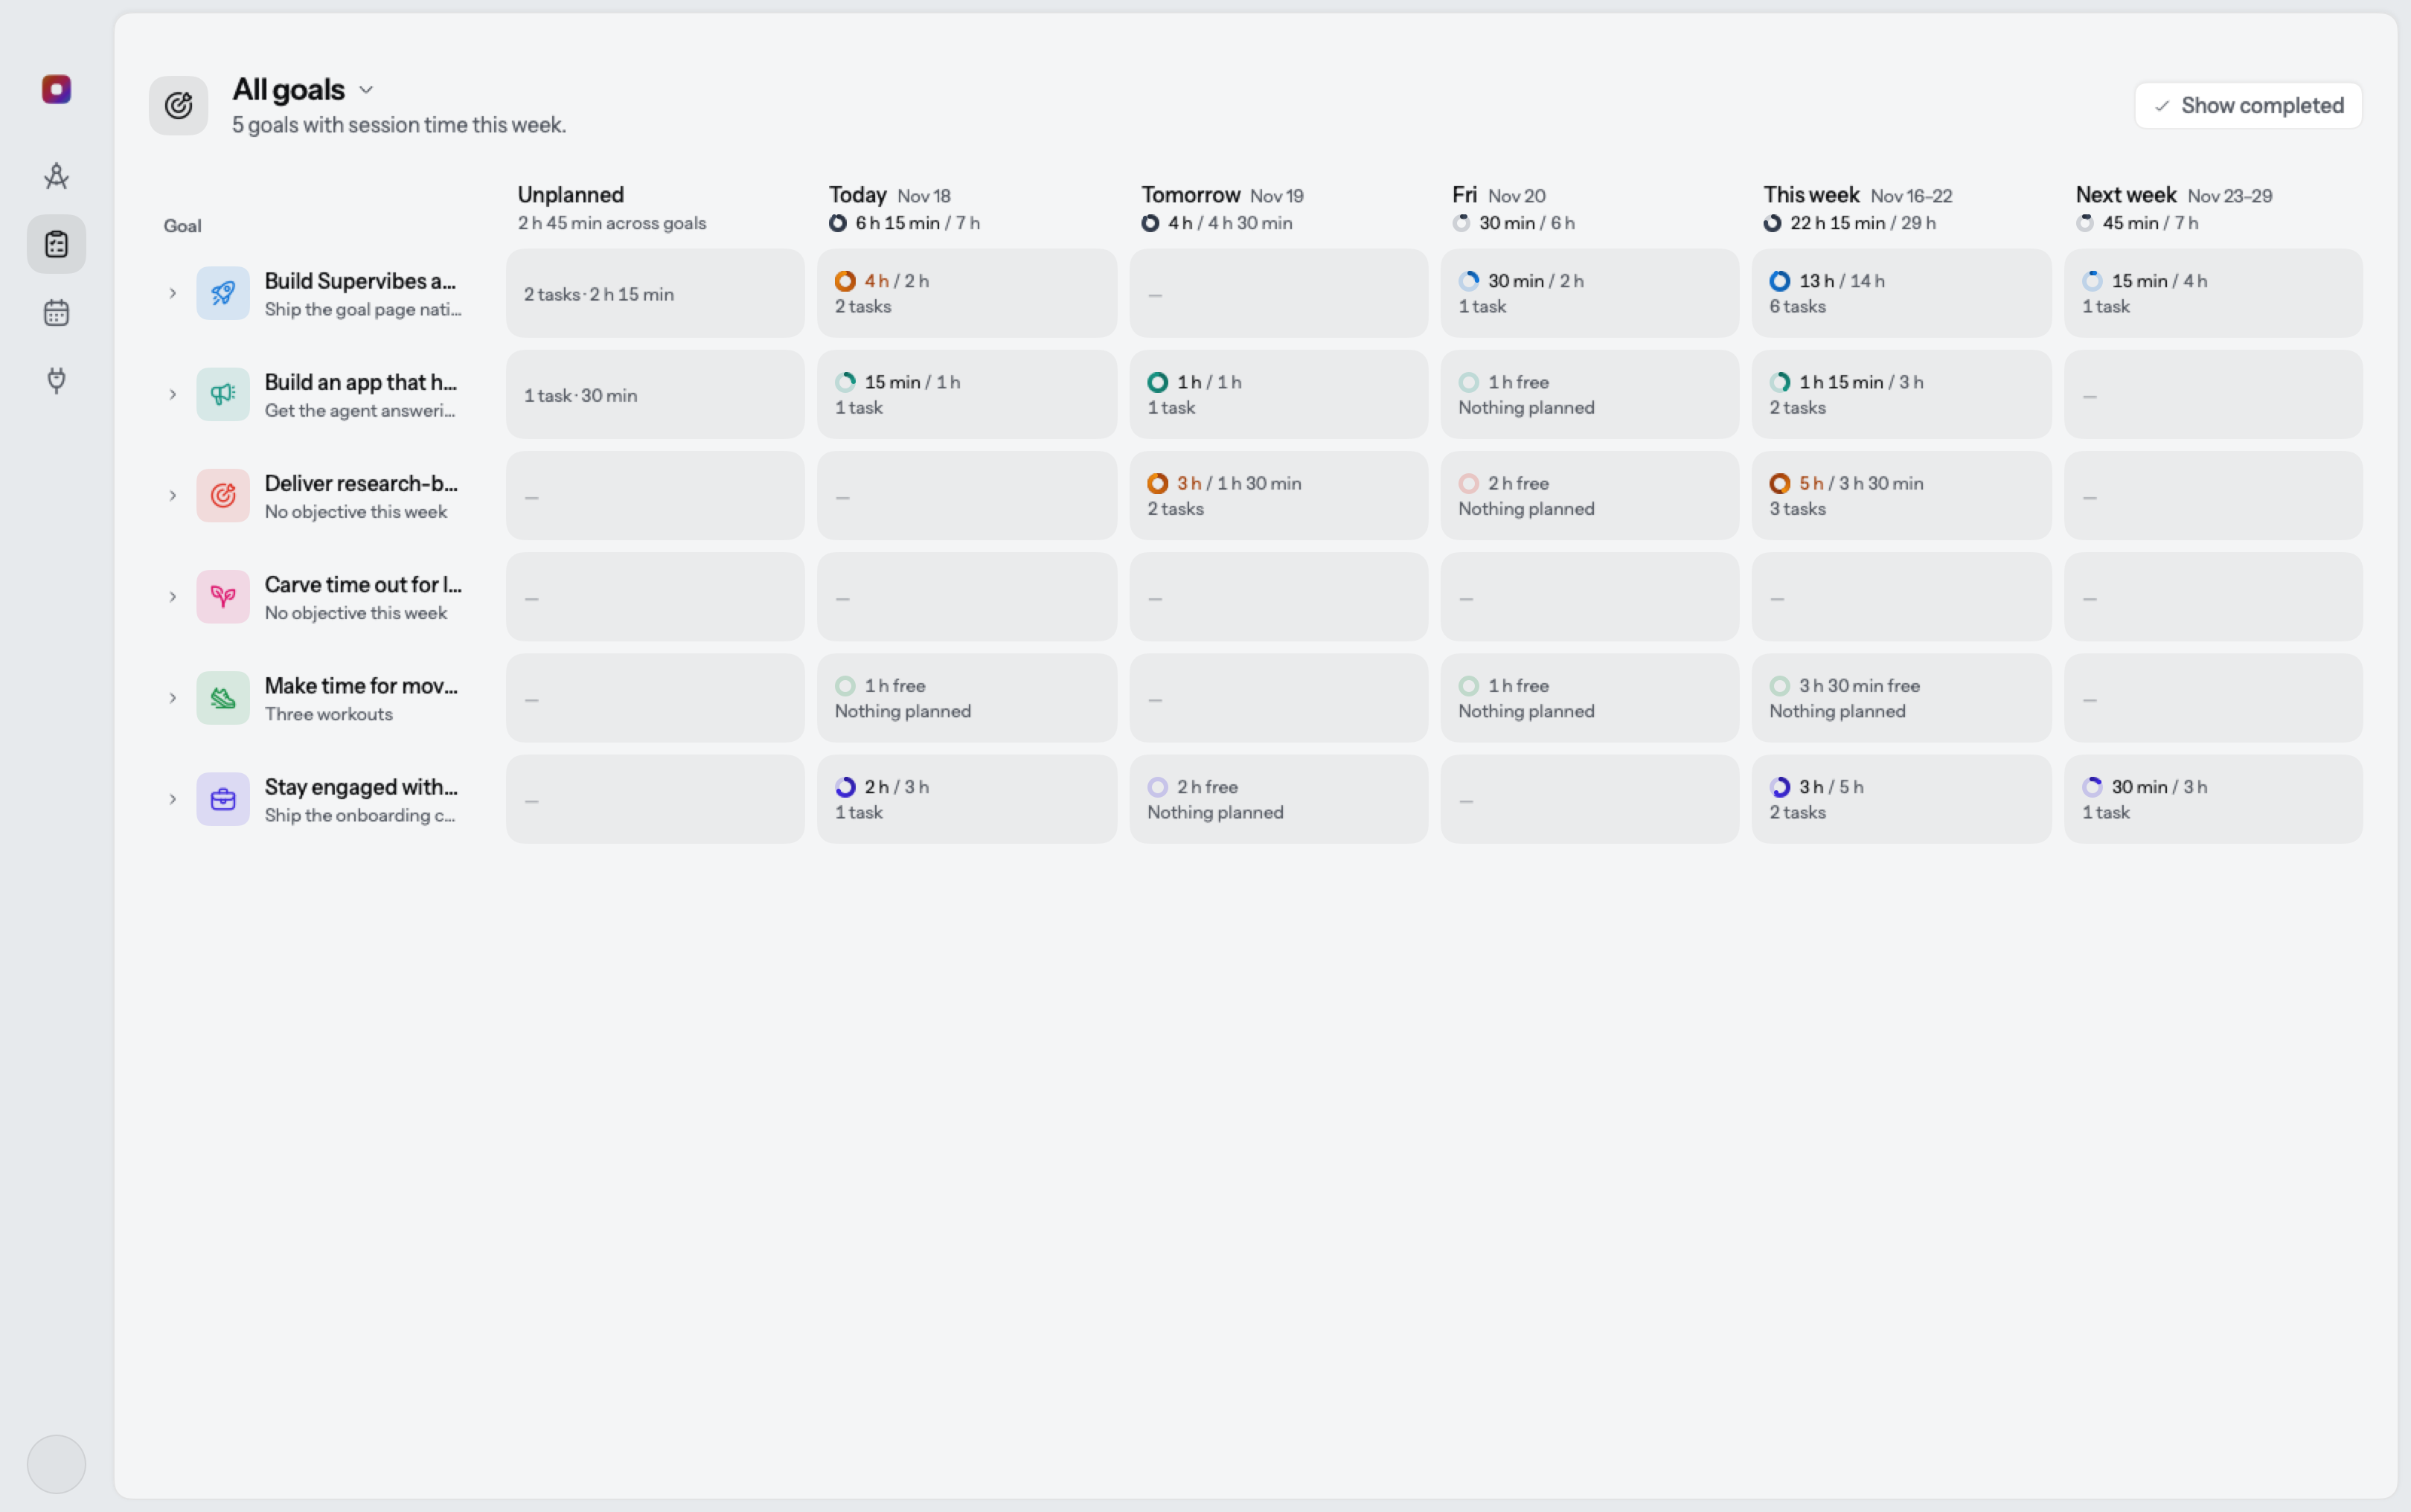 All goals
5 goals with session time this week.
Show completed
Goal
Unplanned
2 h 45 min across goals
Today Nov 18
6 h 15 min / 7 h
Tomorrow Nov 19
4 h / 4 h 30 min
Fri Nov 20
30 min / 6 h
This week Nov 16–22
22 h 15 min / 29 h
Next week Nov 23–29
45 min / 7 h
Build Supervibes a...
Ship the goal page nati...
2 tasks · 2 h 15 min
4 h / 2 h
2 tasks
–
30 min / 2 h
1 task
13 h / 14 h
6 tasks
15 min / 4 h
1 task
Build an app that h...
Get the agent answeri...
1 task · 30 min
15 min / 1 h
1 task
1 h / 1 h
1 task
1 h free
Nothing planned
1 h 15 min / 3 h
2 tasks
–
Deliver research-b...
No objective this week
–
–
3 h / 1 h 30 min
2 tasks
2 h free
Nothing planned
5 h / 3 h 30 min
3 tasks
–
Carve time out for l...
No objective this week
–
–
–
–
–
–
Make time for mov...
Three workouts
–
1 h free
Nothing planned
–
1 h free
Nothing planned
3 h 30 min free
Nothing planned
–
Stay engaged with...
Ship the onboarding c...
–
2 h / 3 h
1 task
2 h free
Nothing planned
–
3 h / 5 h
2 tasks
30 min / 3 h
1 task